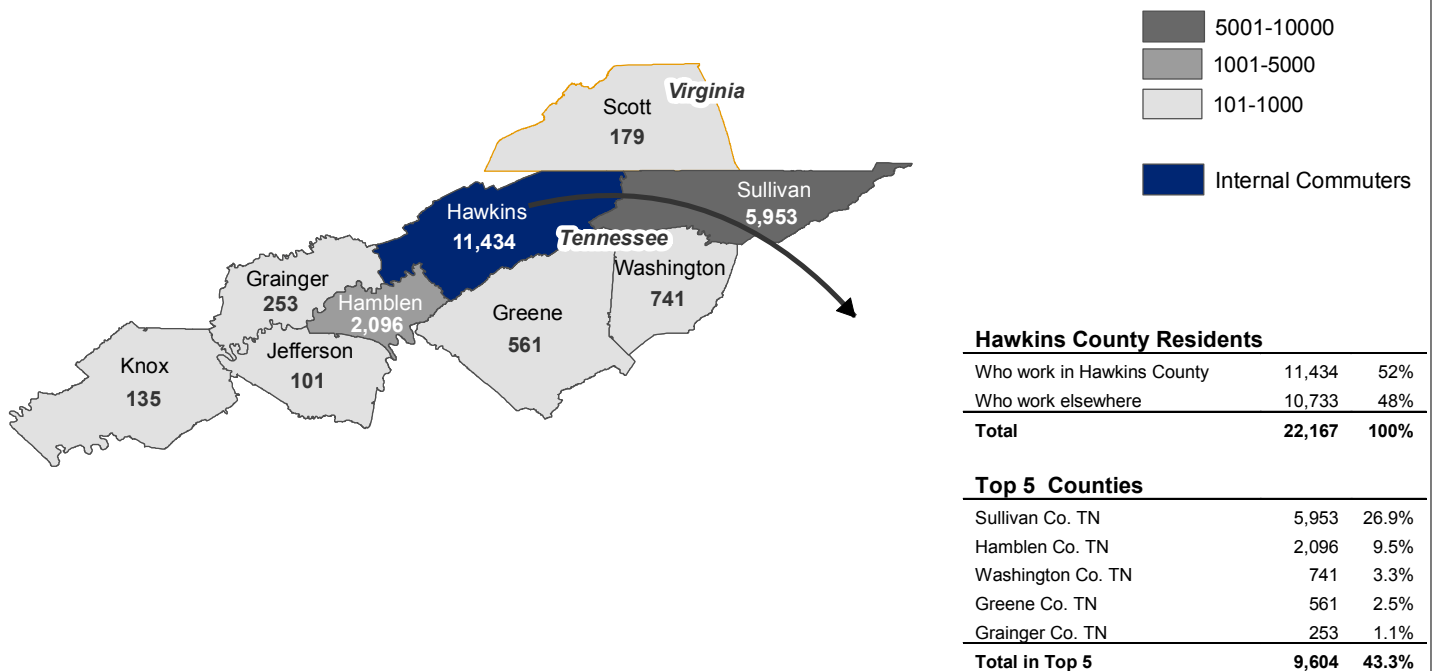 5001-10000
1001-5000
101-1000
Internal Commuters
Virginia
Scott
179
Sullivan
5,953
Hawkins
11,434
Tennessee
Washington
741
Grainger
253
Hamblen
2,096
Greene
561
Jefferson
101
Knox
135
Hawkins County Residents
Who work in Hawkins County 11,434 52%
Who work elsewhere 10,733 48%
Total 22,167 100%
Top 5 Counties
Sullivan Co. TN 5,953 26.9%
Hamblen Co. TN 2,096 9.5%
Washington Co. TN 741 3.3%
Greene Co. TN 561 2.5%
Grainger Co. TN 253 1.1%
Total in Top 5 9,604 43.3%